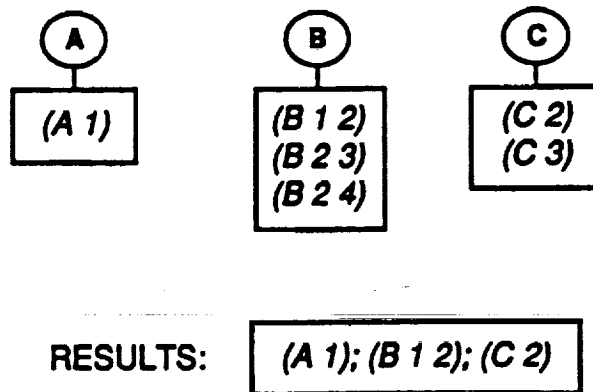 A B C
(A 1) (B 1 2) (C 2)
(B 2 3) (C 3)
(B 2 4)
RESULTS: (A 1); (B 1 2); (C 2)